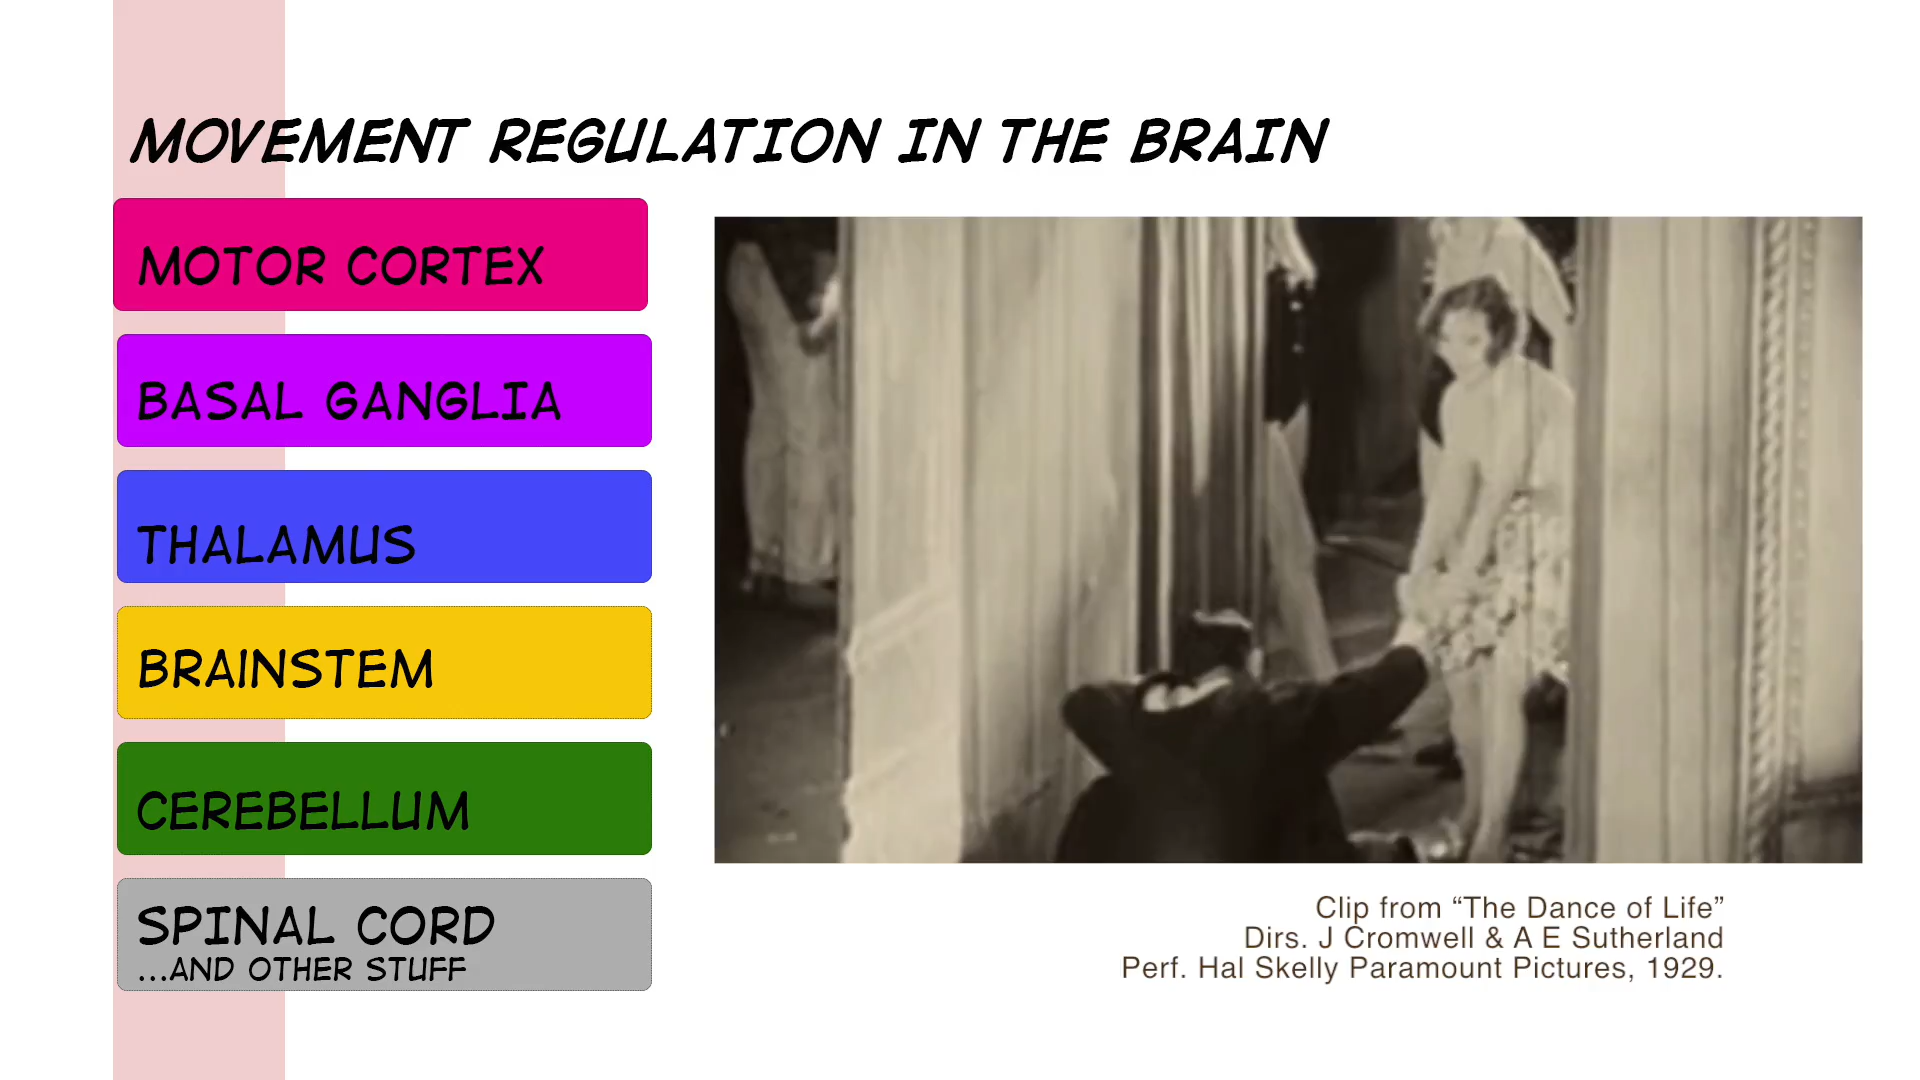 MOVEMENT REGULATION IN THE BRAIN
MOTOR CORTEX
BASAL GANGLIA
THALAMUS
BRAINSTEM
CEREBELLUM
SPINAL CORD
...AND OTHER STUFF
Clip from “The Dance of Life”
Dirs. J Cromwell & A E Sutherland
Perf. Hal Skelly Paramount Pictures, 1929.